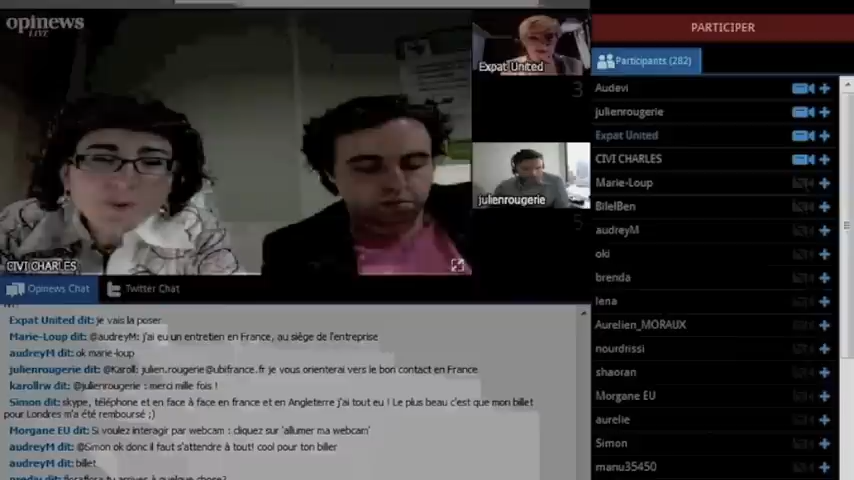 opinews
LIVE
PARTICIPER
Expat United
3
julienrougerie
5
CIVI CHARLES
Participants (282)
Audevi
julienrougerie
Expat United
CIVI CHARLES
Marie-Loup
BilelBen
audreyM
oki
brenda
lena
Aurelien_MORAUX
nourdrissi
shaoran
Morgane EU
aurelie
Simon
manu35450
Opinews Chat
Twitter Chat
Expat United dit: je vais la poser
Marie-Loup dit: @audreyM: j'ai eu un entretien en France, au siège de l'entreprise
audreyM dit: ok marie-loup
julienrougerie dit: @Karoll: julien.rougerie@ubifrance.fr je vous orienterai vers le bon contact en France
karollrw dit: @julienrougerie : merci mille fois !
Simon dit: skype, téléphone et en face à face en france et en Angleterre j'ai tout eu ! Le plus beau c'est que mon billet
pour Londres m'a été remboursé ;)
Morgane EU dit: Si voulez interagir par webcam : cliquez sur 'allumer ma webcam'
audreyM dit: @Simon ok donc il faut s'attendre à tout! cool pour ton biller
audreyM dit: billet